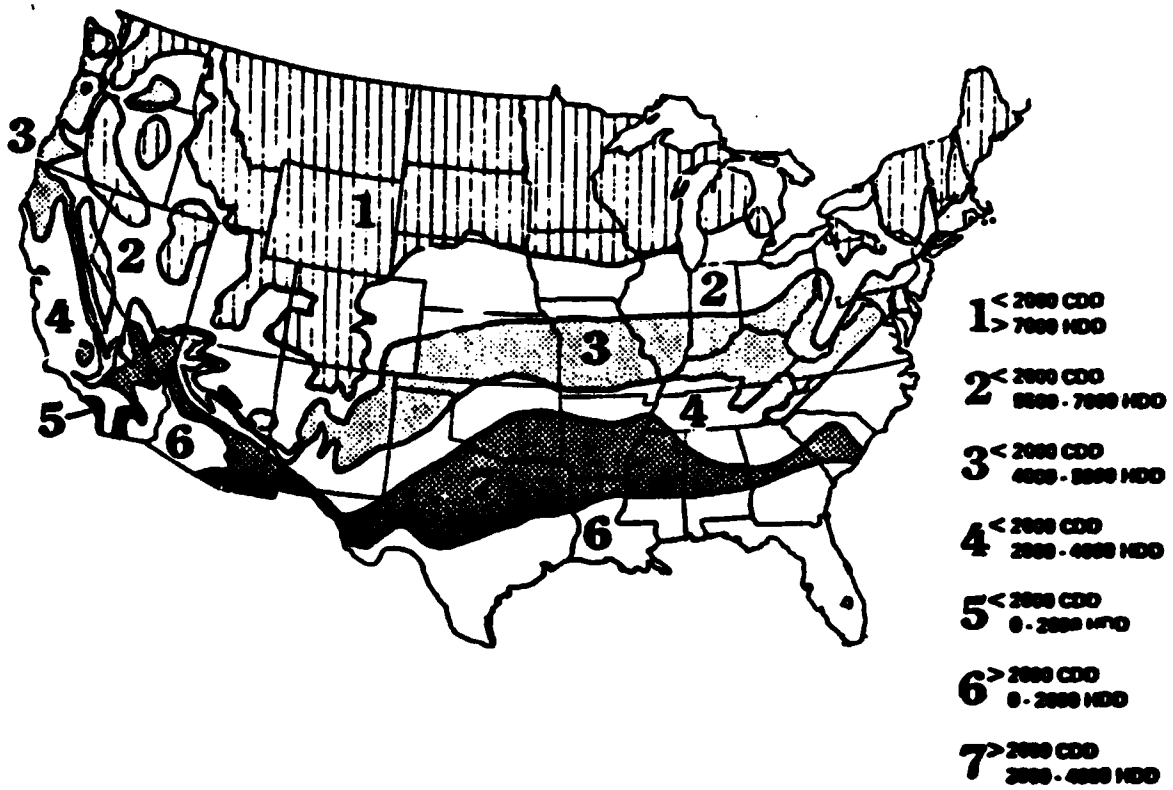 3
1
2
2
4
3
5
4
6
6
1 < 2000 CDD
> 7000 HDD
2 < 2000 CDD
- 7000 HDD
3 < 2000 CDD
4000 - HDD
4 < 2000 CDD
2000 - 4000 HDD
5 < 2000 CDD
0 - 2000 HDD
6 > 2000 CDD
0 - 2000 HDD
7 > 2000 CDD
2000 - 4000 HDD